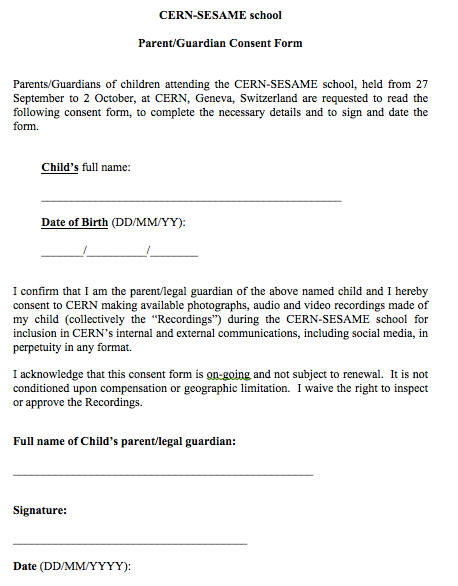 CERN-SESAME school
Parent/Guardian Consent Form
Parents/Guardians of children attending the CERN-SESAME school, held from 27
September to 2 October, at CERN, Geneva, Switzerland are requested to read the
following consent form, to complete the necessary details and to sign and date the
form.
Child's full name:
Date of Birth (DD/MM/YY):
______/_________/_______
I confirm that I am the parent/legal guardian of the above named child and I hereby
consent to CERN making available photographs, audio and video recordings made of
my child (collectively the “Recordings”) during the CERN-SESAME school for
inclusion in CERN's internal and external communications, including social media, in
perpetuity in any format.
I acknowledge that this consent form is on-going and not subject to renewal. It is not
conditioned upon compensation or geographic limitation. I waive the right to inspect
or approve the Recordings.
Full name of Child's parent/legal guardian:
Signature:
Date (DD/MM/YYYY):